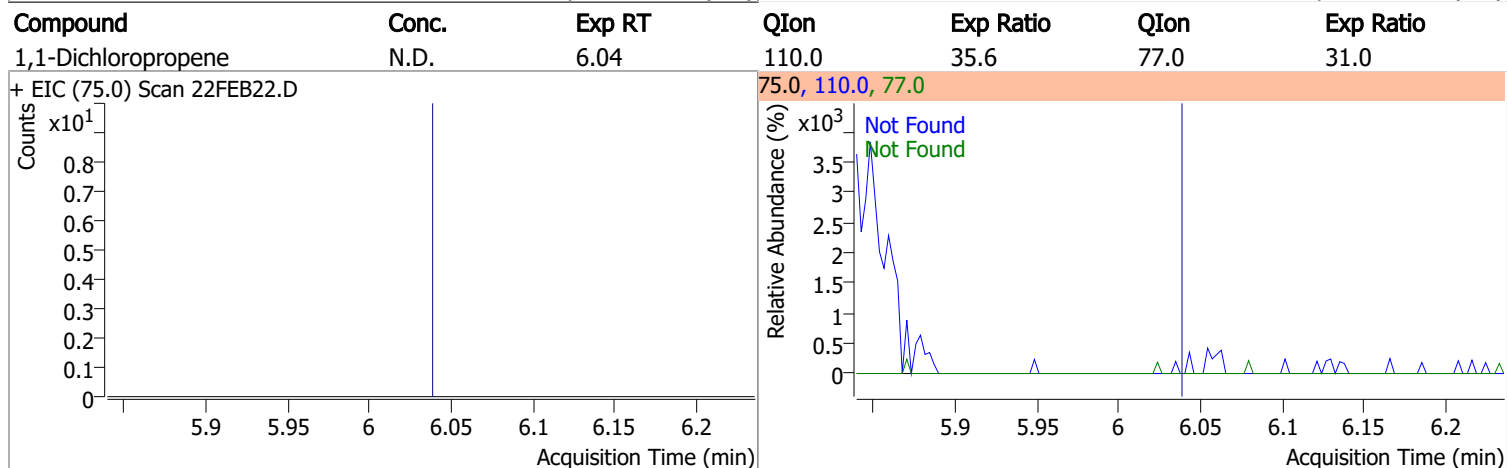 Compound Conc. Exp RT QIon Exp Ratio QIon Exp Ratio
1,1-Dichloropropene N.D. 6.04 110.0 35.6 77.0 31.0
+ EIC (75.0) Scan 22FEB22.D
Counts
x10¹
0.8
0.7
0.6
0.5
0.4
0.3
0.2
0.1
0
5.9 5.95 6 6.05 6.1 6.15 6.2
Acquisition Time (min)
75.0, 110.0, 77.0
Relative Abundance (%)
x10³
Not Found
Not Found
3.5
3
2.5
2
1.5
1
0.5
0
5.9 5.95 6 6.05 6.1 6.15 6.2
Acquisition Time (min)